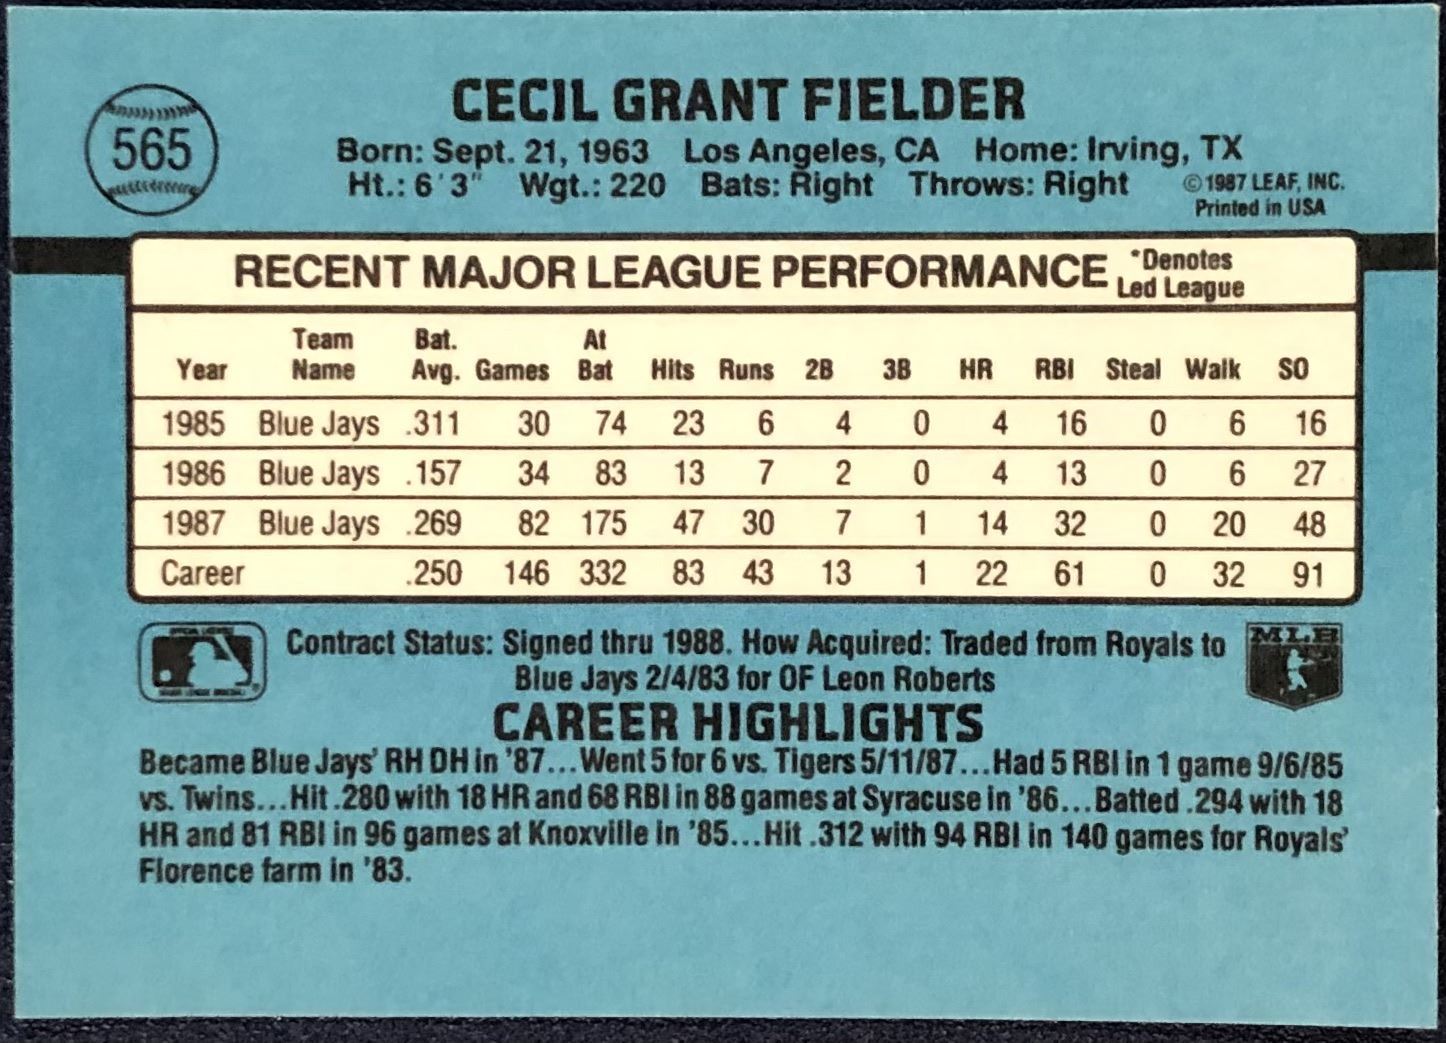 CECIL GRANT FIELDER
565
Born: Sept. 21, 1963 Los Angeles, CA Home: Irving, TX
Ht.: 6'3" Wgt.: 220 Bats: Right Throws: Right ©1987 LEAF, INC.
Printed in USA
RECENT MAJOR LEAGUE PERFORMANCE *Denotes
Led League
Team Bat. At
Year Name Avg. Games Bat Hits Runs 2B 3B HR RBI Steal Walk SO
1985 Blue Jays .311 30 74 23 6 4 0 4 16 0 6 16
1986 Blue Jays .157 34 83 13 7 2 0 4 13 0 6 27
1987 Blue Jays .269 82 175 47 30 7 1 14 32 0 20 48
Career .250 146 332 83 43 13 1 22 61 0 32 91
Contract Status: Signed thru 1988. How Acquired: Traded from Royals to
Blue Jays 2/4/83 for OF Leon Roberts
MLB
CAREER HIGHLIGHTS
Became Blue Jays' RH DH in '87...Went 5 for 6 vs. Tigers 5/11/87...Had 5 RBI in 1 game 9/6/85
vs. Twins...Hit .280 with 18 HR and 68 RBI in 88 games at Syracuse in '86...Batted .294 with 18
HR and 81 RBI in 96 games at Knoxville in '85...Hit .312 with 94 RBI in 140 games for Royals'
Florence farm in '83.